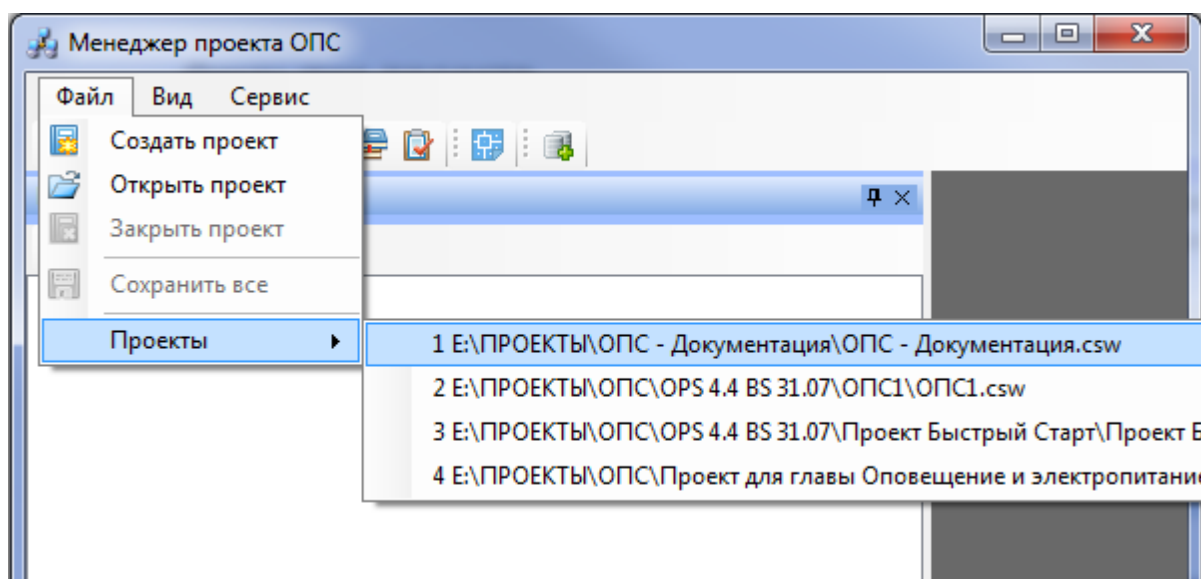 Менеджер проекта ОПС
Файл Вид Сервис
Создать проект
Открыть проект
Закрыть проект
Сохранить все
Проекты
1 E:\ПРОЕКТЫ\ОПС - Документация\ОПС - Документация.csw
2 E:\ПРОЕКТЫ\ОПС\OPS 4.4 BS 31.07\ОПС1\ОПС1.csw
3 E:\ПРОЕКТЫ\ОПС\OPS 4.4 BS 31.07\Проект Быстрый Старт\Проект
4 E:\ПРОЕКТЫ\ОПС\Проект для главы Оповещение и электропитание